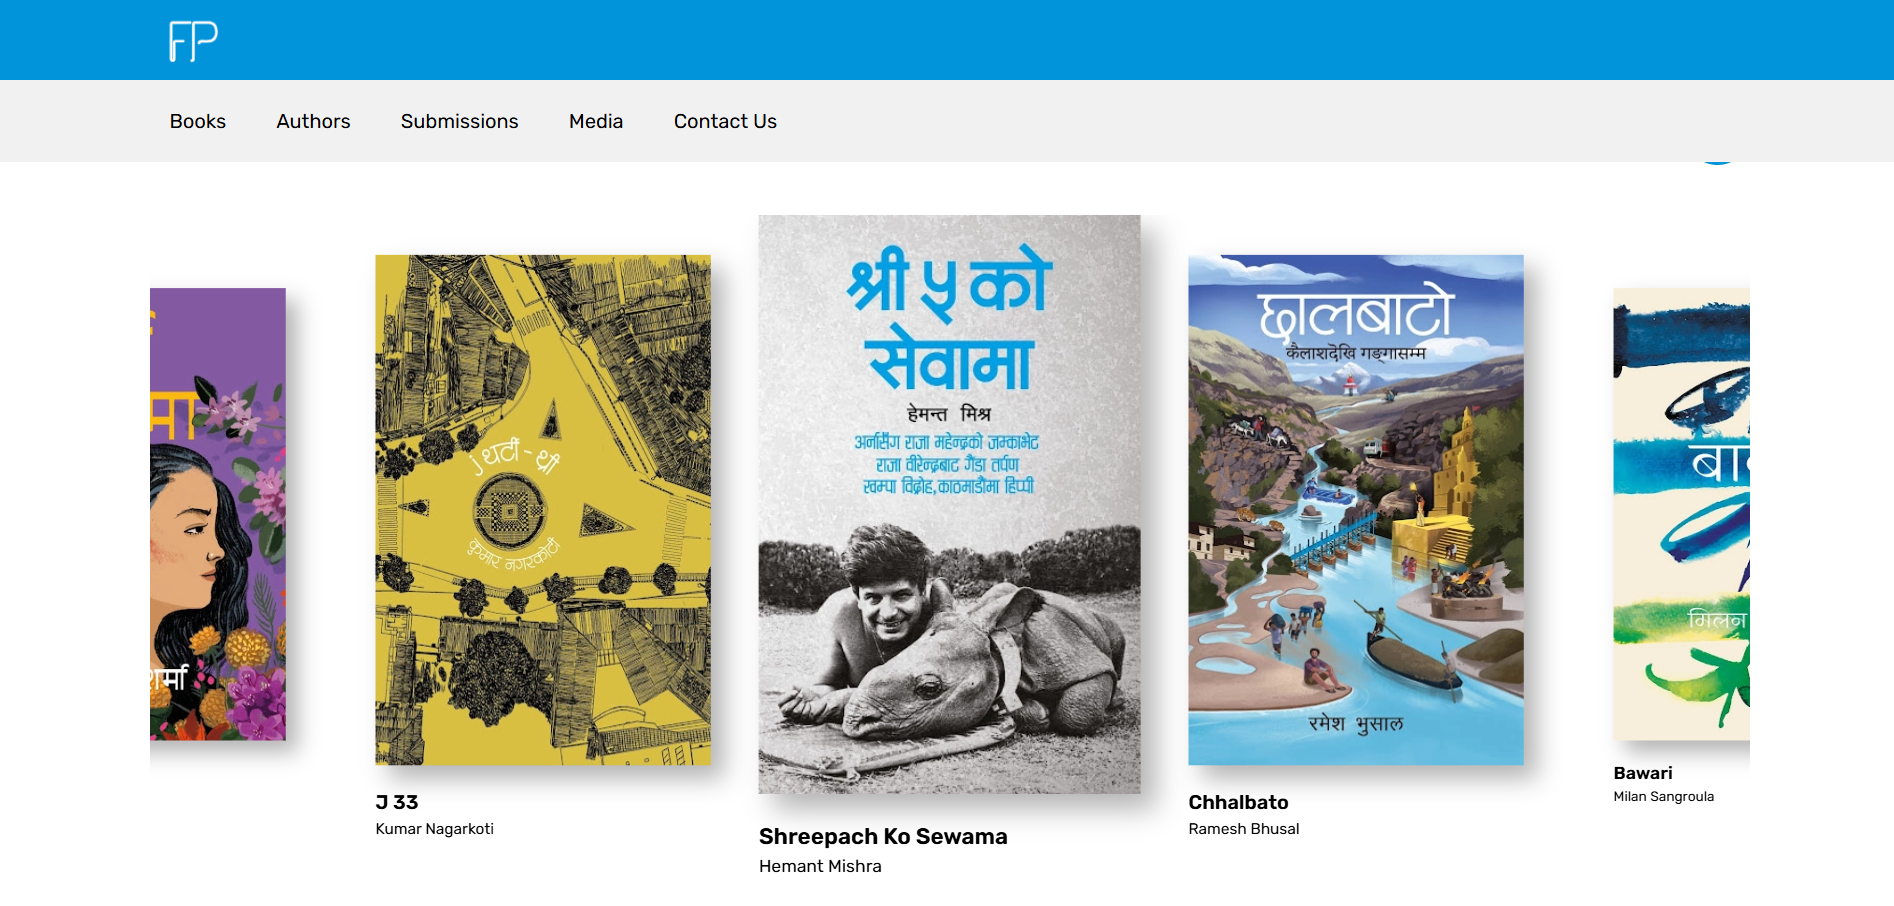 FP
Books Authors Submissions Media Contact Us
मा
शर्मा
j थर्टी - थ्री
कुमार नगरकोटी
J 33
Kumar Nagarkoti
श्री ५ को
सेवामा
हेमन्त मिश्र
अर्नासँग राजा महेन्द्रको जम्काभेट
राजा वीरेन्द्रबाट गैंडा तर्पण
खम्पा विद्रोह, काठमाडौंमा हिप्पी
Shreepach Ko Sewama
Hemant Mishra
छालबाटो
कैलाशदेखि गङ्गासम्म
रमेश भुसाल
Chhalbato
Ramesh Bhusal
मिलन
Bawari
Milan Sangroula